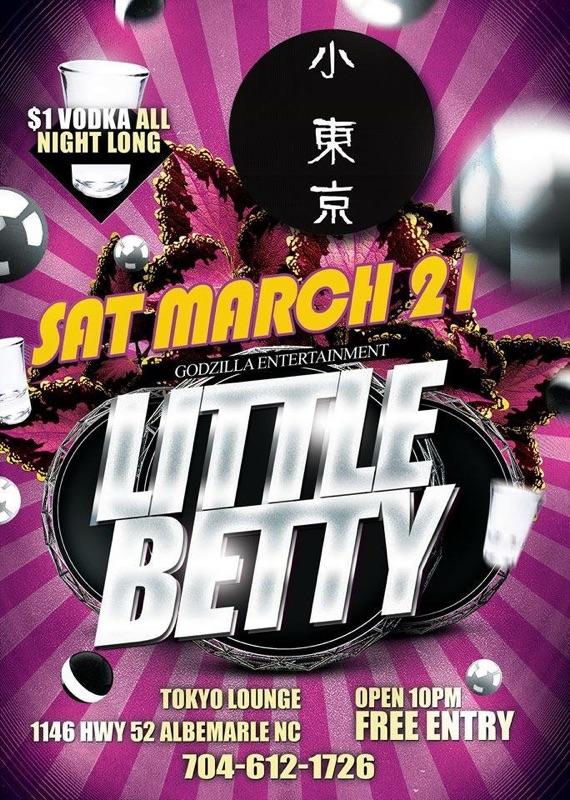 $1 VODKA ALL
NIGHT LONG
小
東
京
SAT MARCH 21
GODZILLA ENTERTAINMENT
LITTLE
BETTY
TOKYO LOUNGE
1146 HWY 52 ALBEMARLE NC
OPEN 10PM
FREE ENTRY
704-612-1726